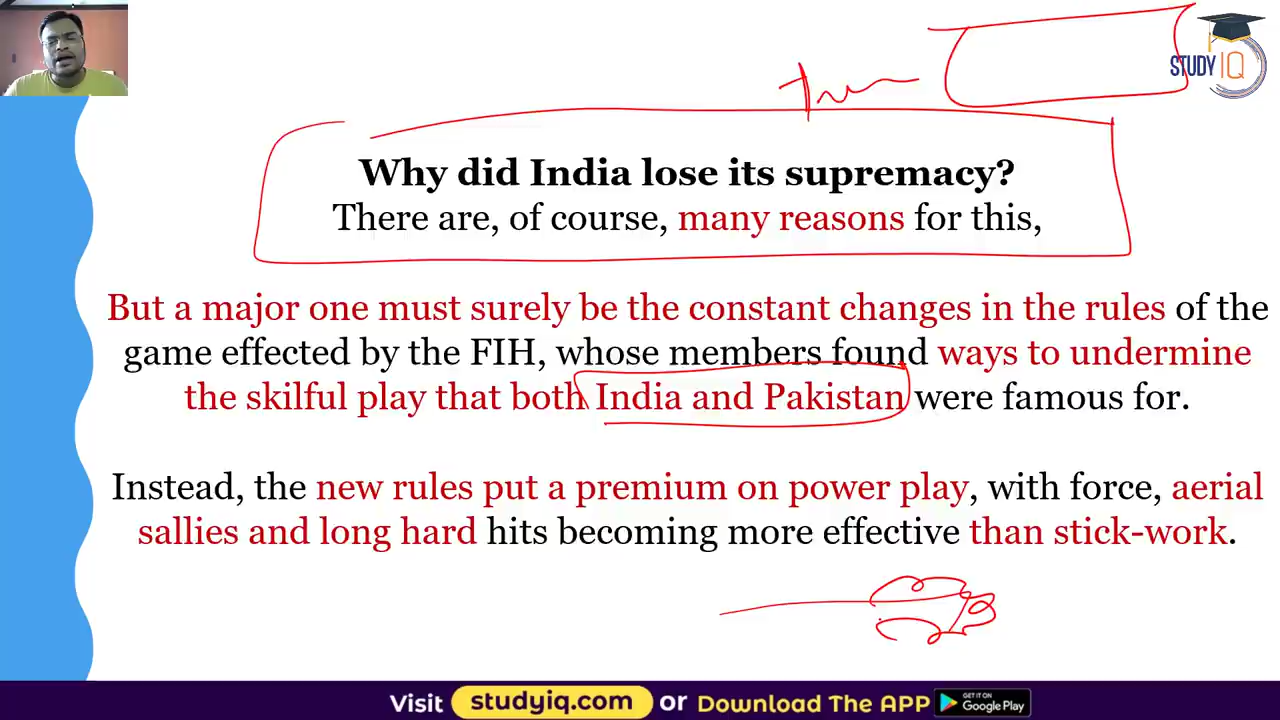 STUDY IQ
Why did India lose its supremacy?
There are, of course, many reasons for this,
But a major one must surely be the constant changes in the rules of the
game effected by the FIH, whose members found ways to undermine
the skilful play that both India and Pakistan were famous for.
Instead, the new rules put a premium on power play, with force, aerial
sallies and long hard hits becoming more effective than stick-work.
Visit studyiq.com or Download The APP GET IT ON Google Play